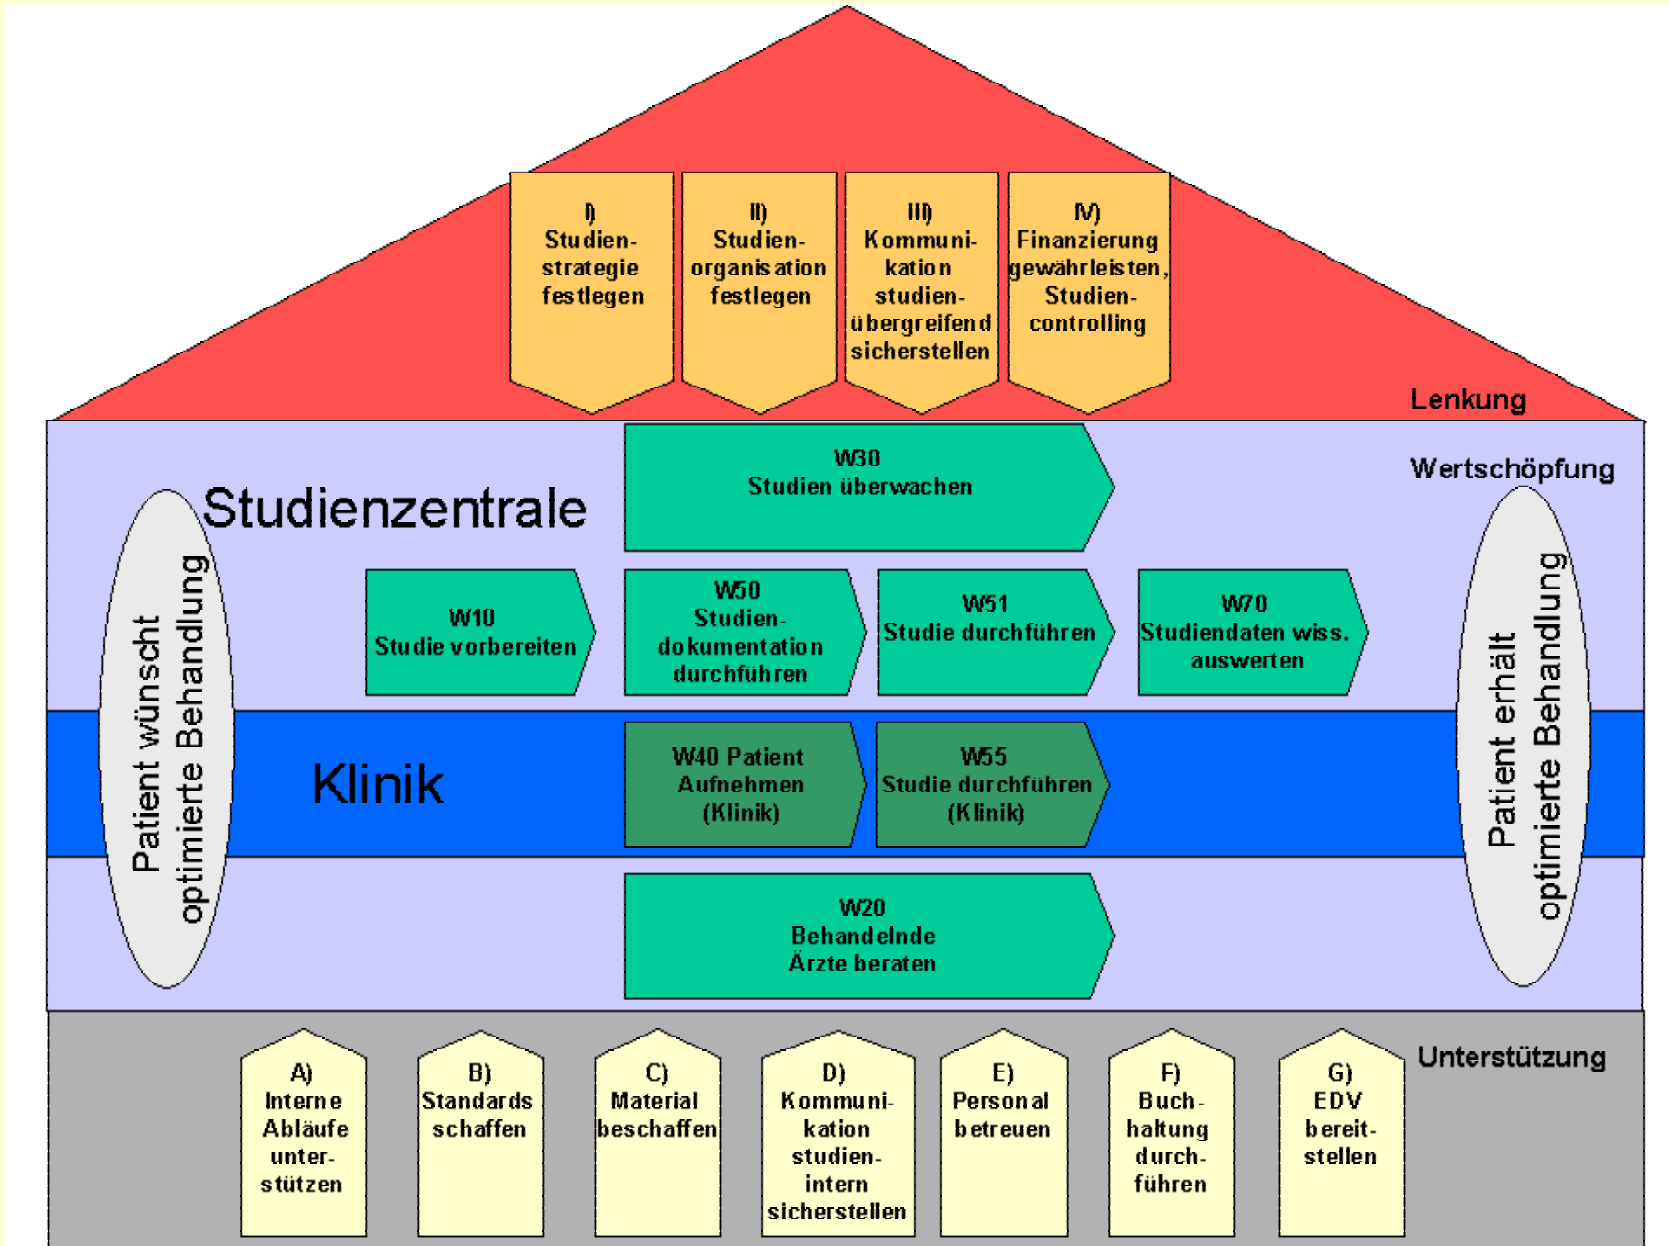 I)
Studien-
strategie
festlegen
II)
Studien-
organisation
festlegen
III)
Kommuni-
kation
studien-
übergreifend
sicherstellen
IV)
Finanzierung
gewährleisten,
Studien-
controlling
Lenkung
Wertschöpfung
Studienzentrale
W30
Studien überwachen
Patient wünscht
optimierte Behandlung
W10
Studie vorbereiten
W50
Studien-
dokumentation
durchführen
W51
Studie durchführen
W70
Studiendaten wiss.
auswerten
Patient erhält
optimierte Behandlung
Klinik
W40 Patient
Aufnehmen
(Klinik)
W55
Studie durchführen
(Klinik)
W20
Behandelnde
Ärzte beraten
Unterstützung
A)
Interne
Abläufe
unter-
stützen
B)
Standards
schaffen
C)
Material
beschaffen
D)
Kommuni-
kation
studien-
intern
sicherstellen
E)
Personal
betreuen
F)
Buch-
haltung
durch-
führen
G)
EDV
bereit-
stellen